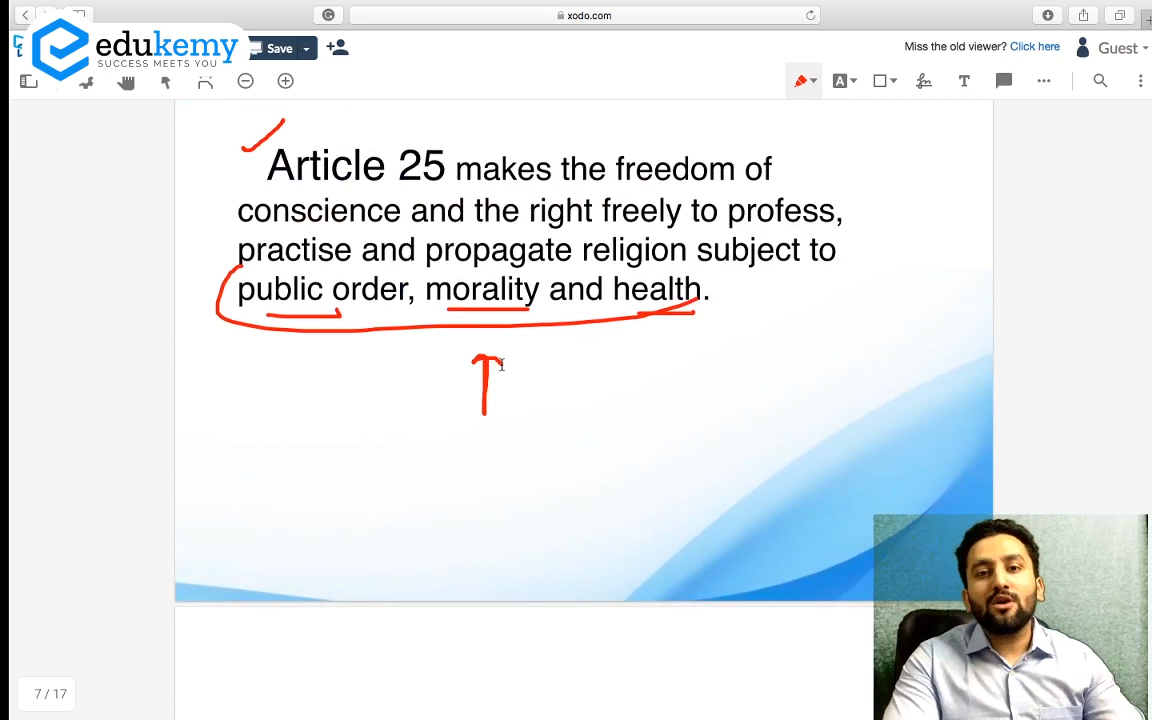 xodo.com
edukemy
SUCCESS MEETS YOU
Save
Miss the old viewer? Click here
Guest
A
T
Article 25 makes the freedom of
conscience and the right freely to profess,
practise and propagate religion subject to
public order, morality and health.
7 / 17